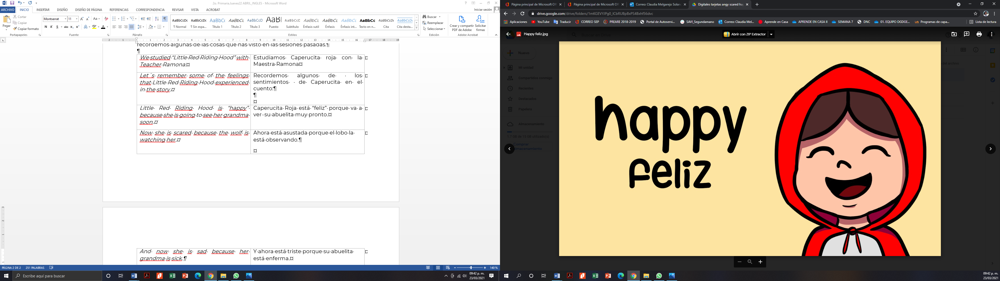 2o. PrimariaJueves22 ABRIL_INGLES - Microsoft Word
ARCHIVO INICIO INSERTAR DISEÑO DISEÑO DE PÁGINA REFERENCIAS CORRESPONDENCIA REVISAR VISTA ACROBAT
Iniciar sesión
Pegar
Cortar
Copiar
Copiar formato
Portapapeles
Montserrat 11
N K S abc
Fuente
Párrafo
AaBbCcDc AaBbCcDc AaBbCc AaBbCc AaBbCcD AaBl AaBbCcD AaBbCc AaBbCc AaBbCc AaBbCc AaBbCcDc AaBbCcDc
¶ Normal ¶ Sin espa... Título 1 Título 2 Título 3 Puesto Subtítulo Énfasis sutil Énfasis Énfasis int... Texto en n... Cita Cita desta...
Estilos
Buscar
Reemplazar
Seleccionar
Edición
Crear y compartir PDF de Adobe
Solicitar firmas
Adobe Acrobat
recordemos algunas de las cosas que has visto en las sesiones pasadas.¶
¶
We studied "Little Red Riding Hood" with
Teacher Ramona.¤
Estudiamos Caperucita roja con la
Maestra Ramona¤
Let´s remember some of the feelings
that Little Red Riding Hood experienced
in the story.¤
Recordemos algunos de los
sentimientos de Caperucita en el
cuento:¶
¶
¤
Little Red Riding Hood is "happy"
because she is going to see her grandma
soon.¤
Caperucita Roja está "feliz" porque va a
ver su abuelita muy pronto.¤
Now she is scared because the wolf is
watching her.¤
Ahora está asustada porque el lobo la
está observando.¶
¤
And now she is sad because her
grandma is sick.¶
Y ahora está triste porque su abuelita
está enferma.¤
PÁGINA 2 DE 2 251 PALABRAS
140 %
Escribe aquí para buscar
09:42 p. m.
23/03/2021
Página principal de Microsoft Of
Página principal de Microsoft Of
Correo: Claudia Melgarejo Solan
Digitales tarjetas angy scared ha
drive.google.com/drive/folders/1mKGEVYJPg0_ICbRUBpBxPS4Bxhf56dvc
Aplicaciones YouTube Traducir CORREO SEP PREARE 2018-2019 Portal de Autoservi... SAVI_Segundamano Correo: Claudia Mel... Aprende en Casa APRENDE EN CASA II SEMANA 7 DNC 01. EQUIPO DGDGE... Programas de capa... Lista de lectura
Happy feliz.jpg
Abrir con ZIP Extractor
Buscar en Drive
Nuevo
Mi unidad
Compartidos conmigo
Recientes
Destacados
Papelera
Almacenamiento
1.7 GB de 15 GB utilizado(s)
Comprar
almacenamiento
del archivo
happy
feliz
09:42 p. m.
23/03/2021